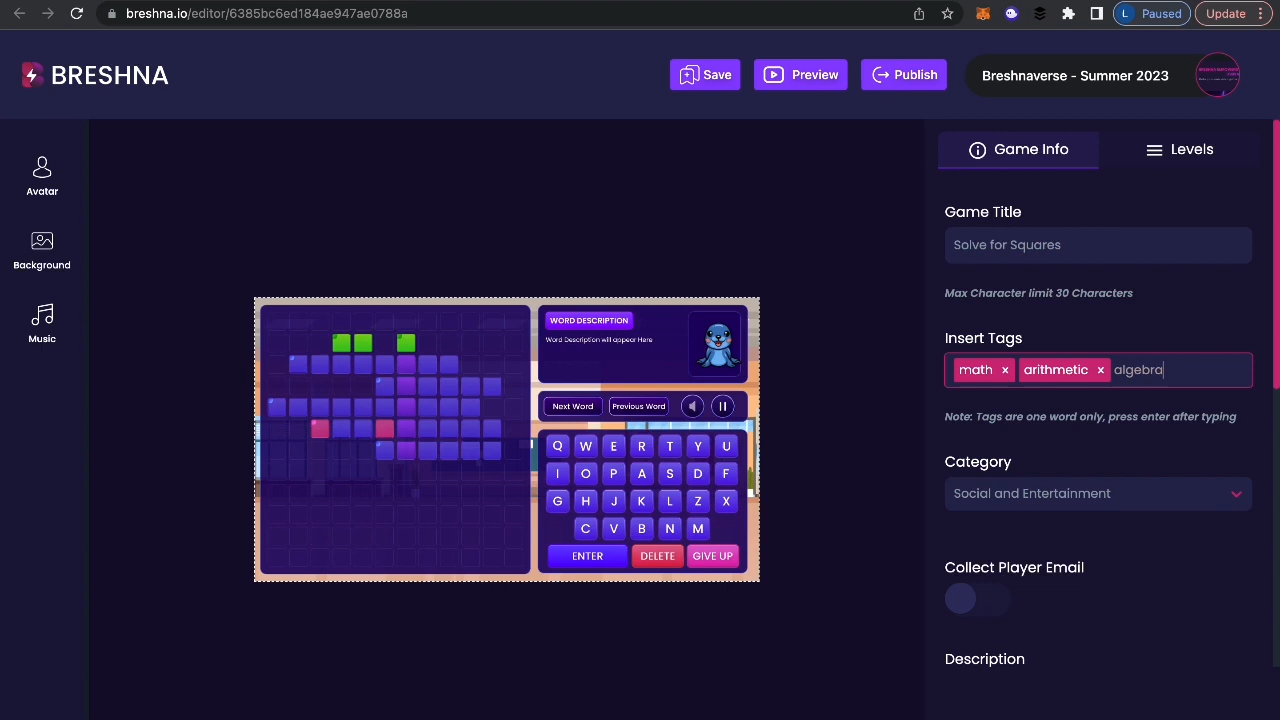 breshna.io/editor/6385bc6ed184ae947ae0788a
L Paused
Update
BRESHNA
Save
Preview
Publish
Breshnaverse - Summer 2023
Avatar
Background
Music
WORD DESCRIPTION
Word Description will appear Here
Next Word
Previous Word
Q W E R T Y U
I O P A S D F
G H J K L Z X
C V B N M
ENTER DELETE GIVE UP
Game Info
Levels
Game Title
Solve for Squares
Max Character limit 30 Characters
Insert Tags
math × arithmetic × algebra
Note: Tags are one word only, press enter after typing
Category
Social and Entertainment
Collect Player Email
Description